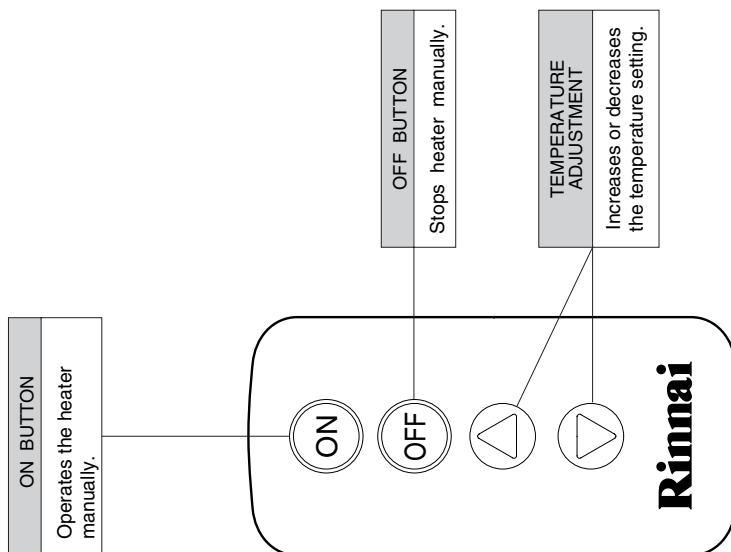 ON BUTTON
Operates the heater
manually.
OFF BUTTON
Stops heater manually.
TEMPERATURE
ADJUSTMENT
Increases or decreases
the temperature setting.
ON
OFF
Rinnai